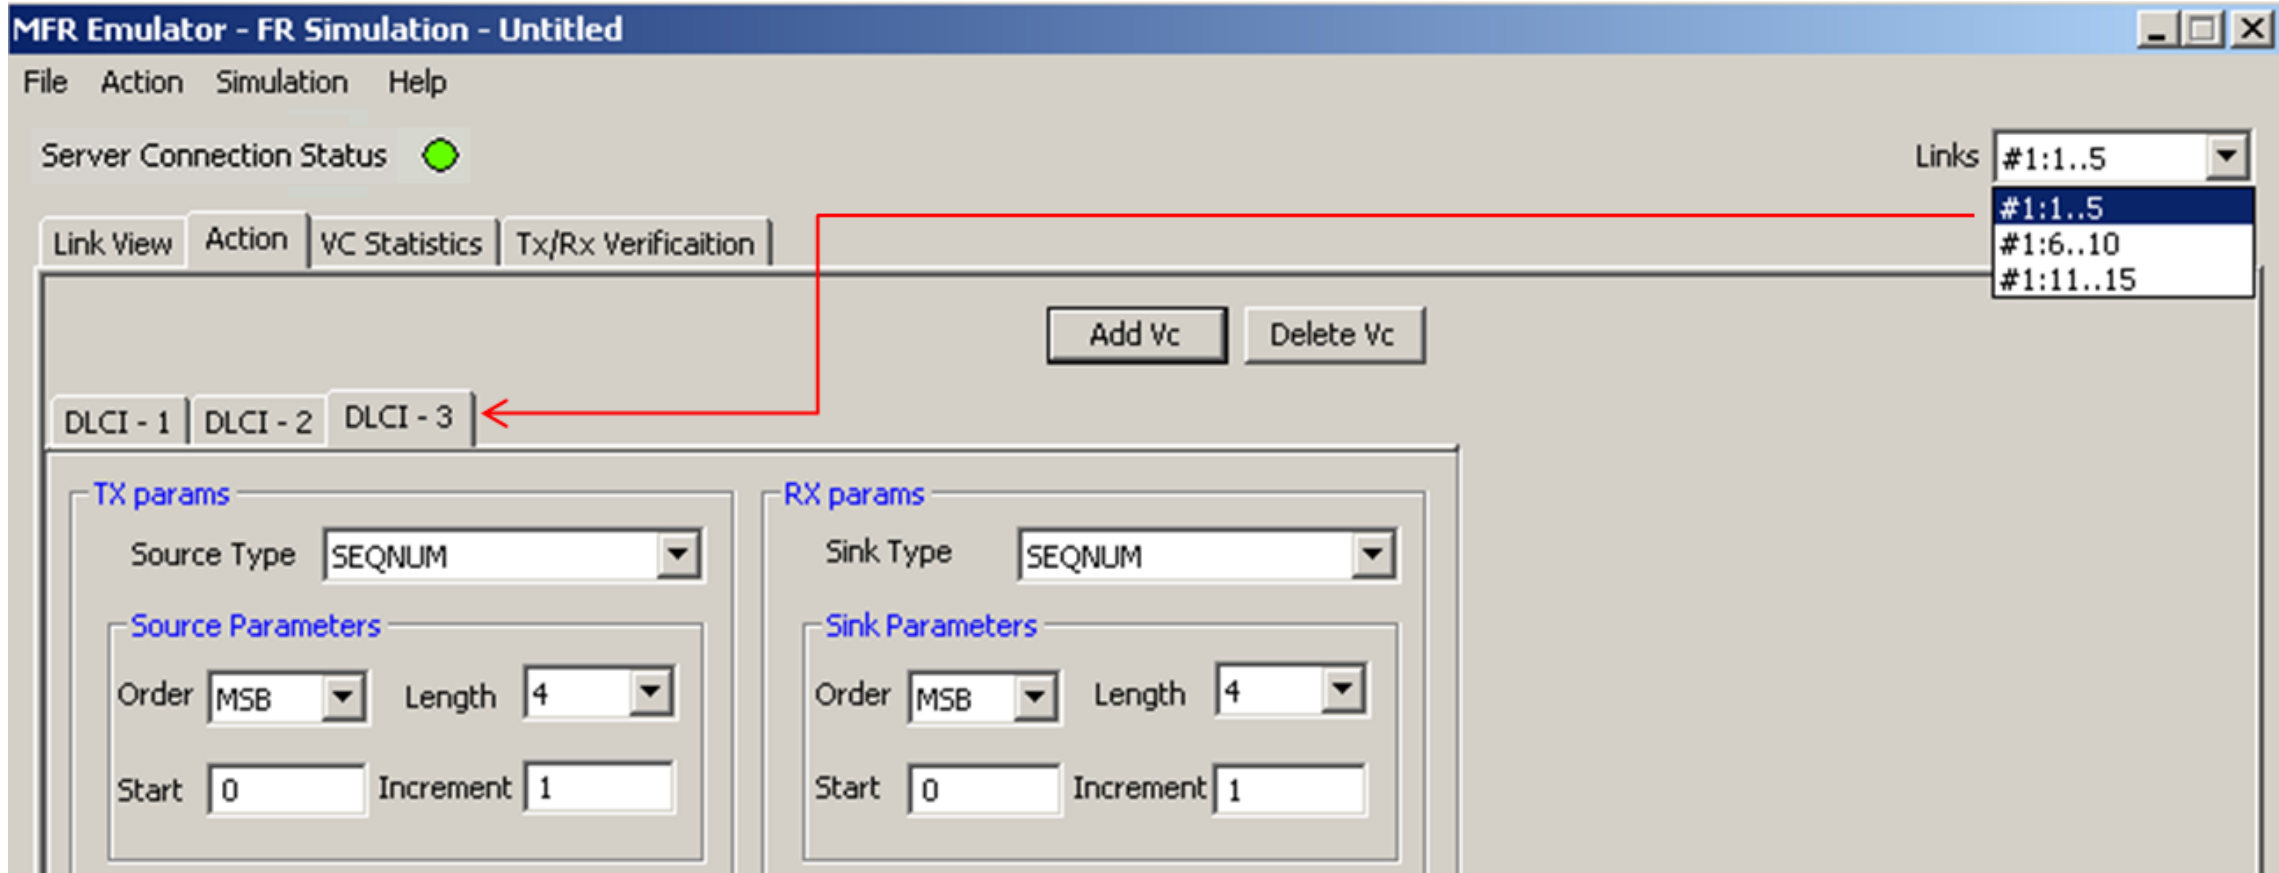 MFR Emulator - FR Simulation - Untitled
File Action Simulation Help
Server Connection Status
Links #1:1..5
#1:1..5
#1:6..10
#1:11..15
Link View Action VC Statistics Tx/Rx Verificaition
Add Vc Delete Vc
DLCI - 1 DLCI - 2 DLCI - 3
TX params RX params
Source Type SEQNUM Sink Type SEQNUM
Source Parameters Sink Parameters
Order MSB Length 4 Order MSB Length 4
Start 0 Increment 1 Start 0 Increment 1